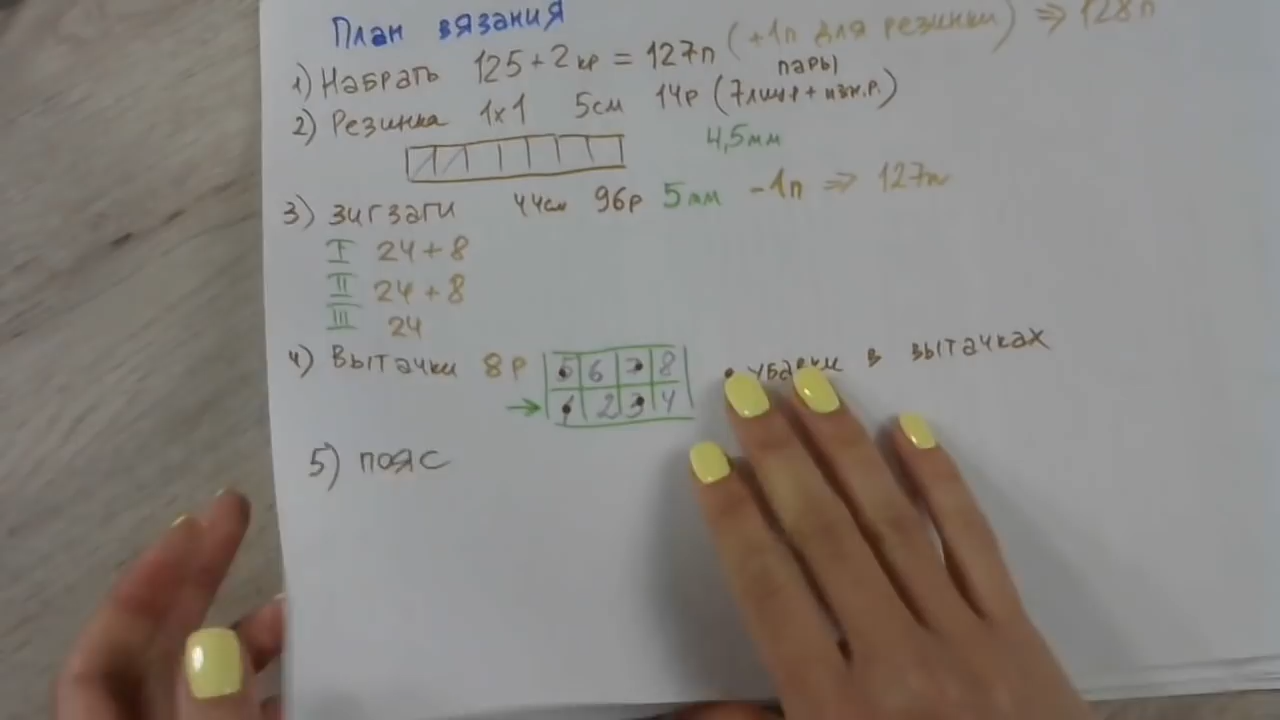 План вязания
1) Набрать 125+2кр = 127п (+1п для резинки) ⇒ 128п
пары
2) Резинка 1х1 5см 14р (7лиц.р + изн.р.)
4,5мм
3) зигзаги 44см 96р 5мм -1п ⇒ 127п
I 24+8
II 24+8
III 24
4) Вытачки 8р 5 6 7 8 • убавки в вытачках
→ 1 2 3 4
5) пояс